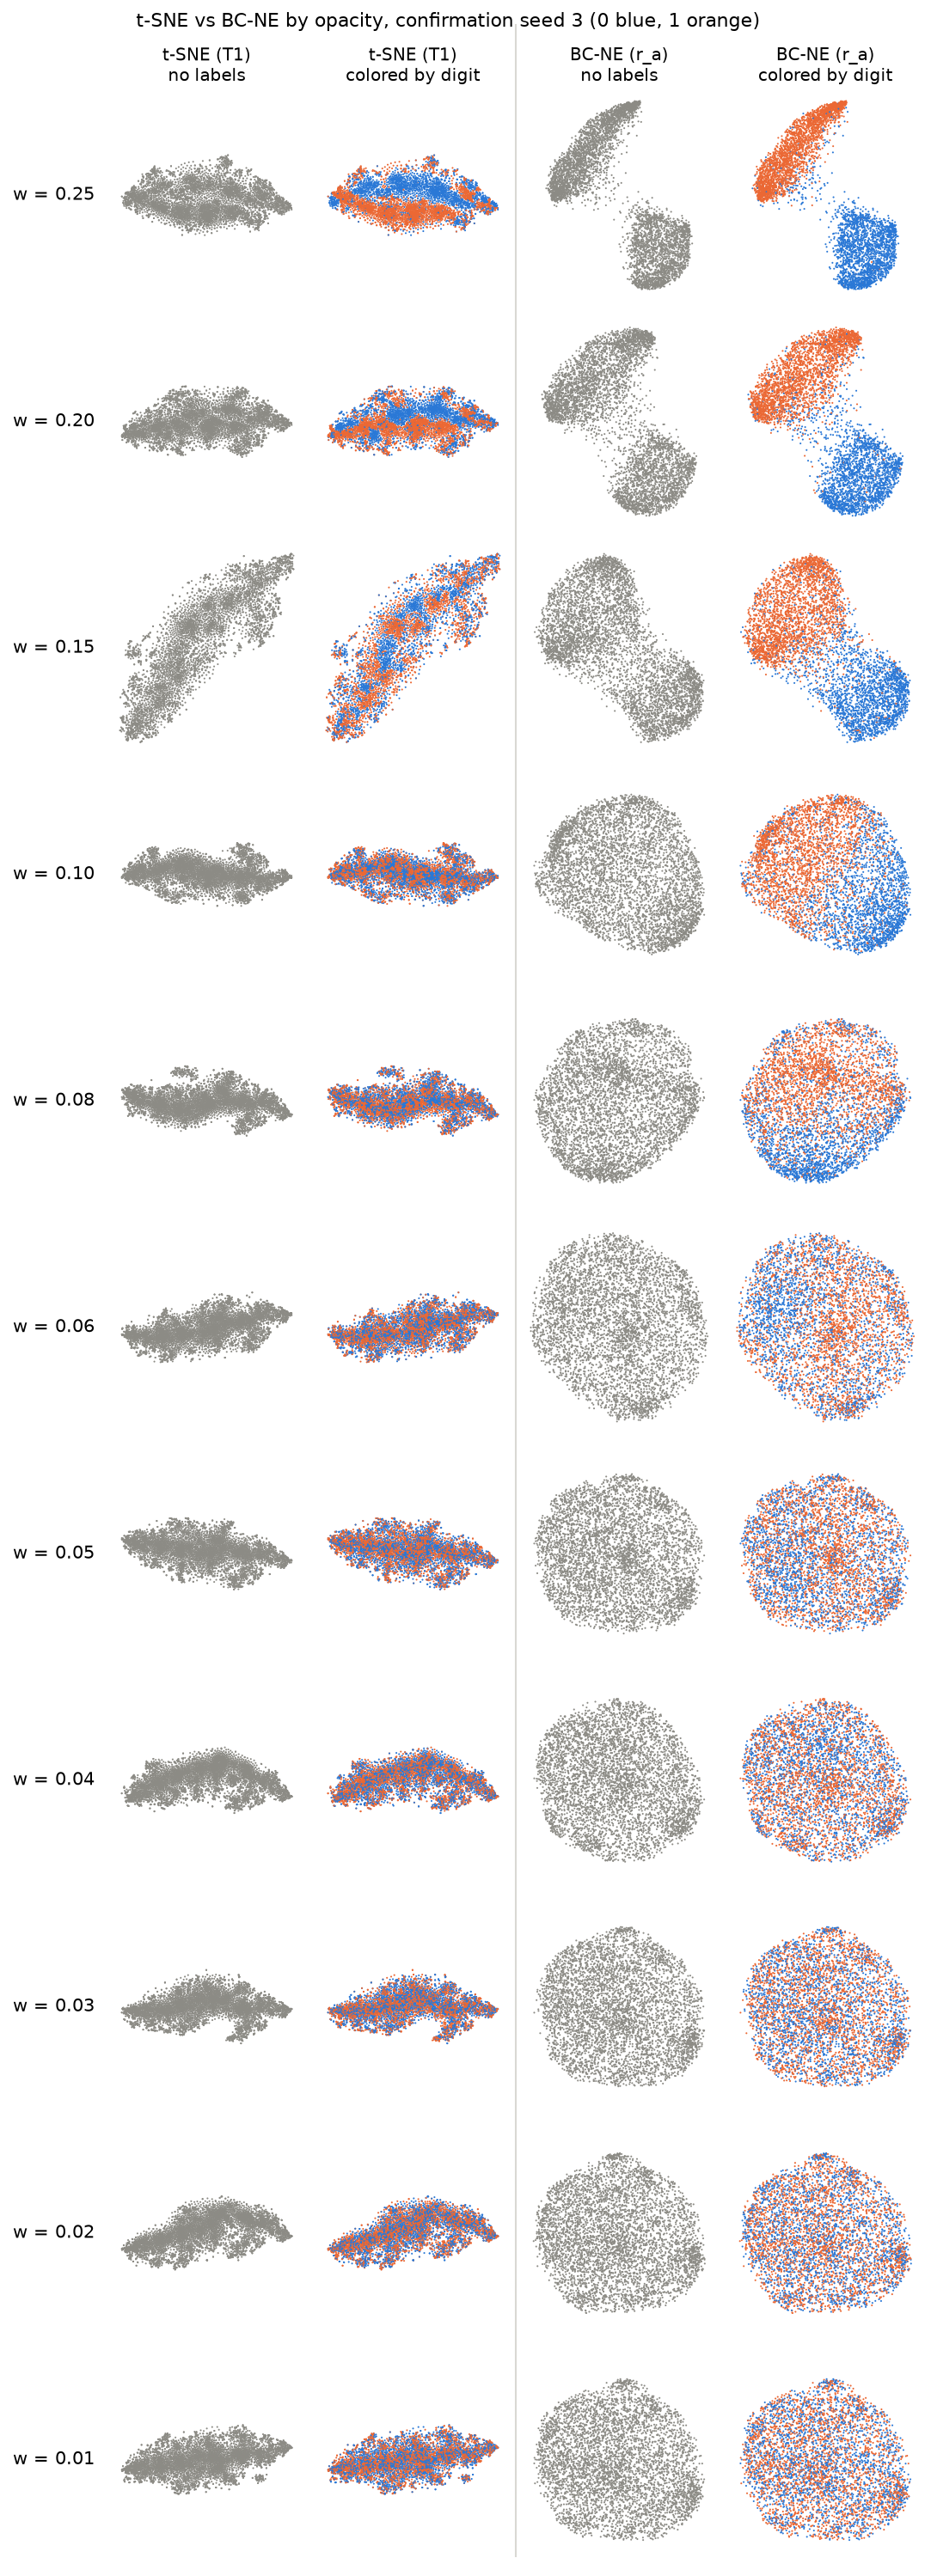 t-SNE vs BC-NE by opacity, confirmation seed 3 (0 blue, 1 orange)
t-SNE (T1)
no labels
t-SNE (T1)
colored by digit
BC-NE (r_a)
no labels
BC-NE (r_a)
colored by digit
w = 0.25
w = 0.20
w = 0.15
w = 0.10
w = 0.08
w = 0.06
w = 0.05
w = 0.04
w = 0.03
w = 0.02
w = 0.01